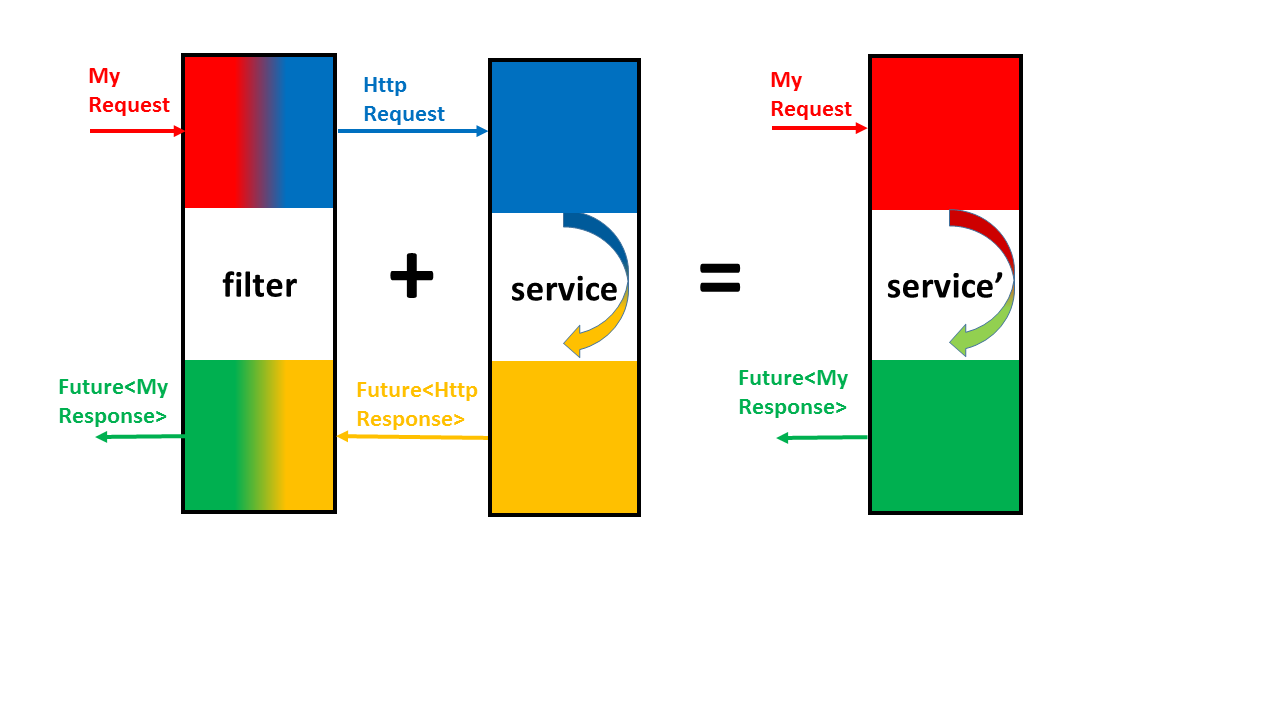 My
Request
Http
Request
My
Request
filter
+
service
=
service’
Future<My
Response>
Future<Http
Response>
Future<My
Response>